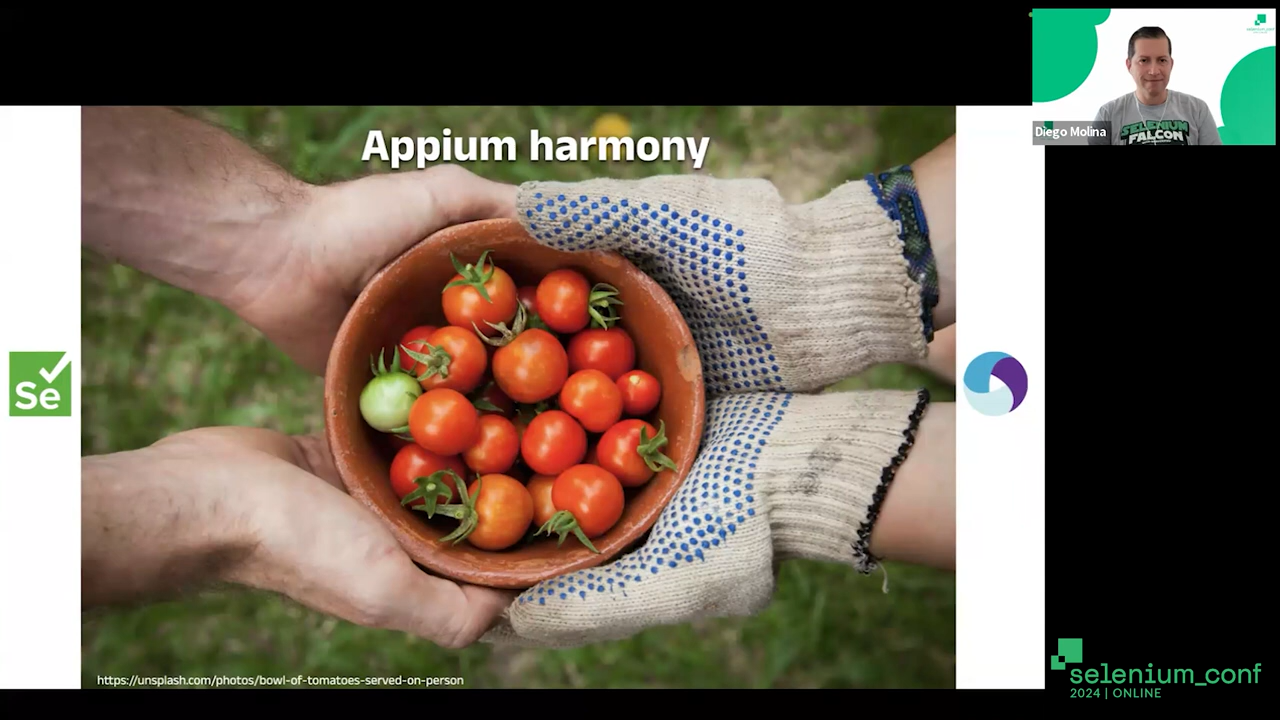 Appium harmony
selenium_conf
Diego Molina
SELENIUM
FALCON
Se
https://unsplash.com/photos/bowl-of-tomatoes-served-on-person
selenium_conf
2024 | ONLINE